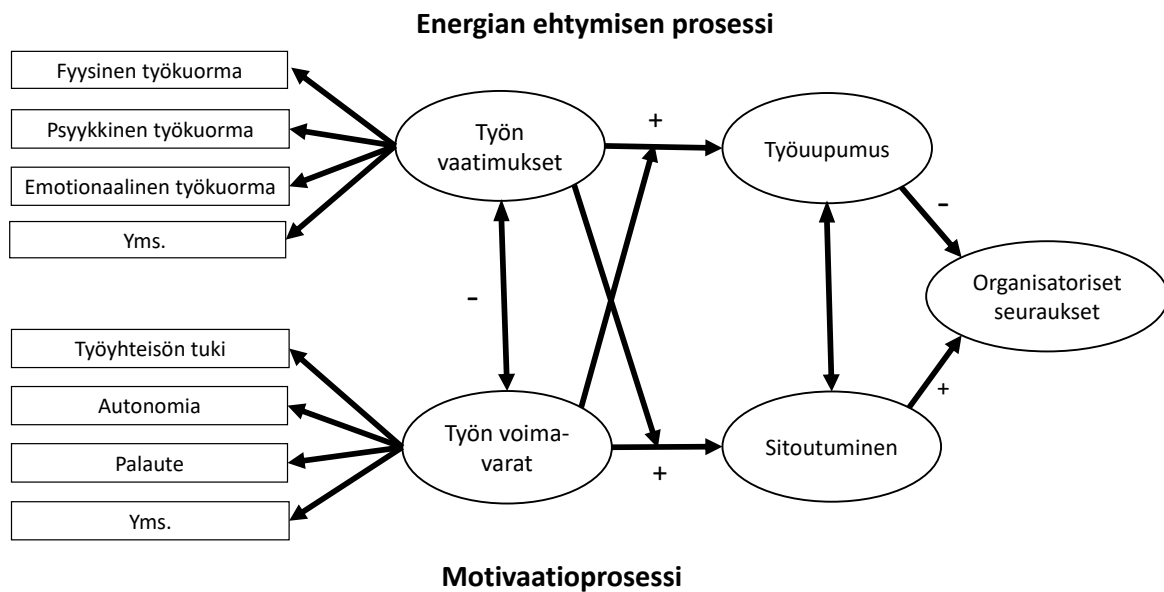 Energian ehtymisen prosessi
Fyysinen työkuorma
Psyykkinen työkuorma
Emotionaalinen työkuorma
Yms.
Työn
vaatimukset
+
Työuupumus
-
-
Organisatoriset
seuraukset
Työyhteisön tuki
Autonomia
Palaute
Yms.
Työn voima-
varat
+
Sitoutuminen
+
Motivaatioprosessi